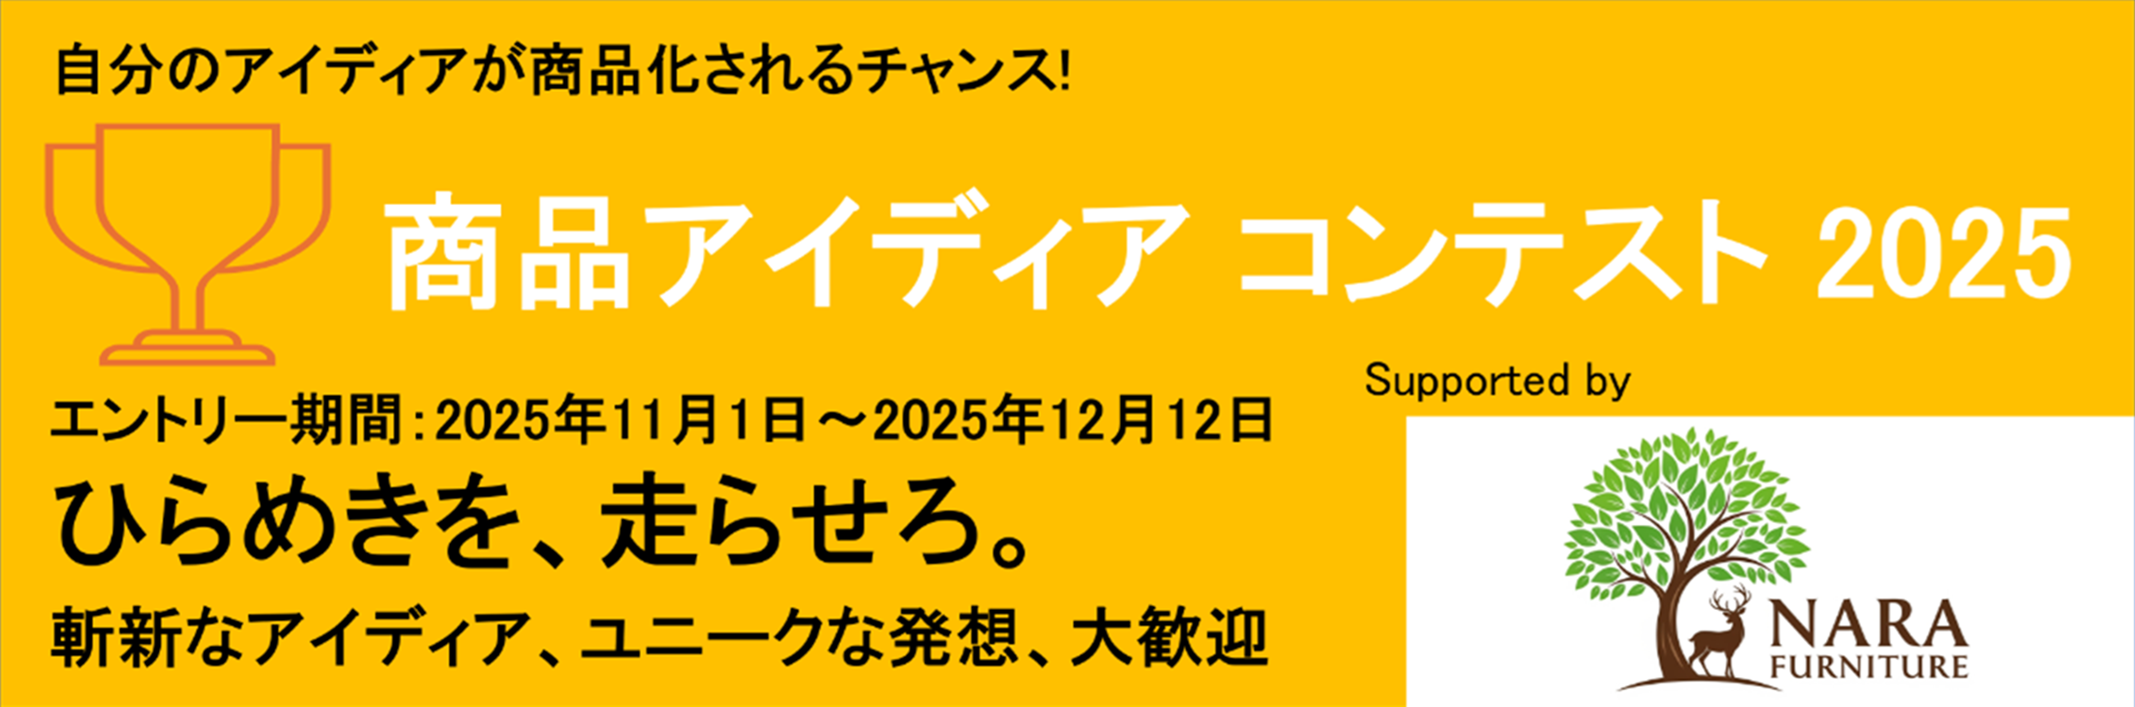 自分のアイディアが商品化されるチャンス!
商品アイディア コンテスト 2025
Supported by
エントリー期間:2025年11月1日～2025年12月12日
ひらめきを、走らせろ。
斬新なアイディア、ユニークな発想、大歓迎
NARA
FURNITURE